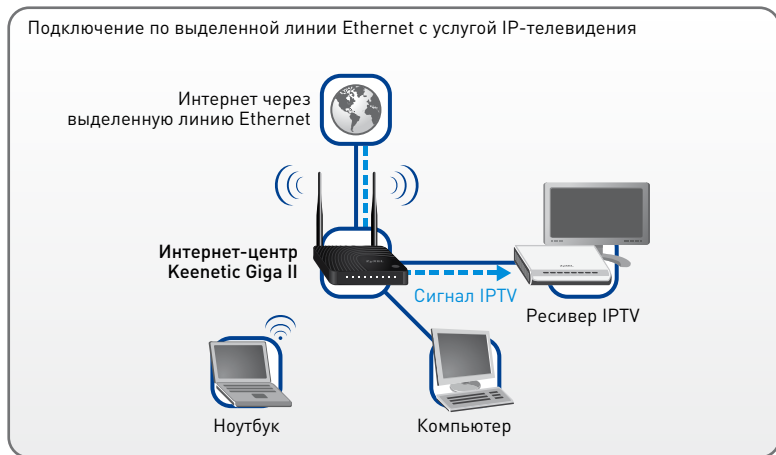 Подключение по выделенной линии Ethernet с услугой IP-телевидения
Интернет через
выделенную линию Ethernet
Интернет-центр
Keenetic Giga II
Сигнал IPTV
Ресивер IPTV
Ноутбук
Компьютер